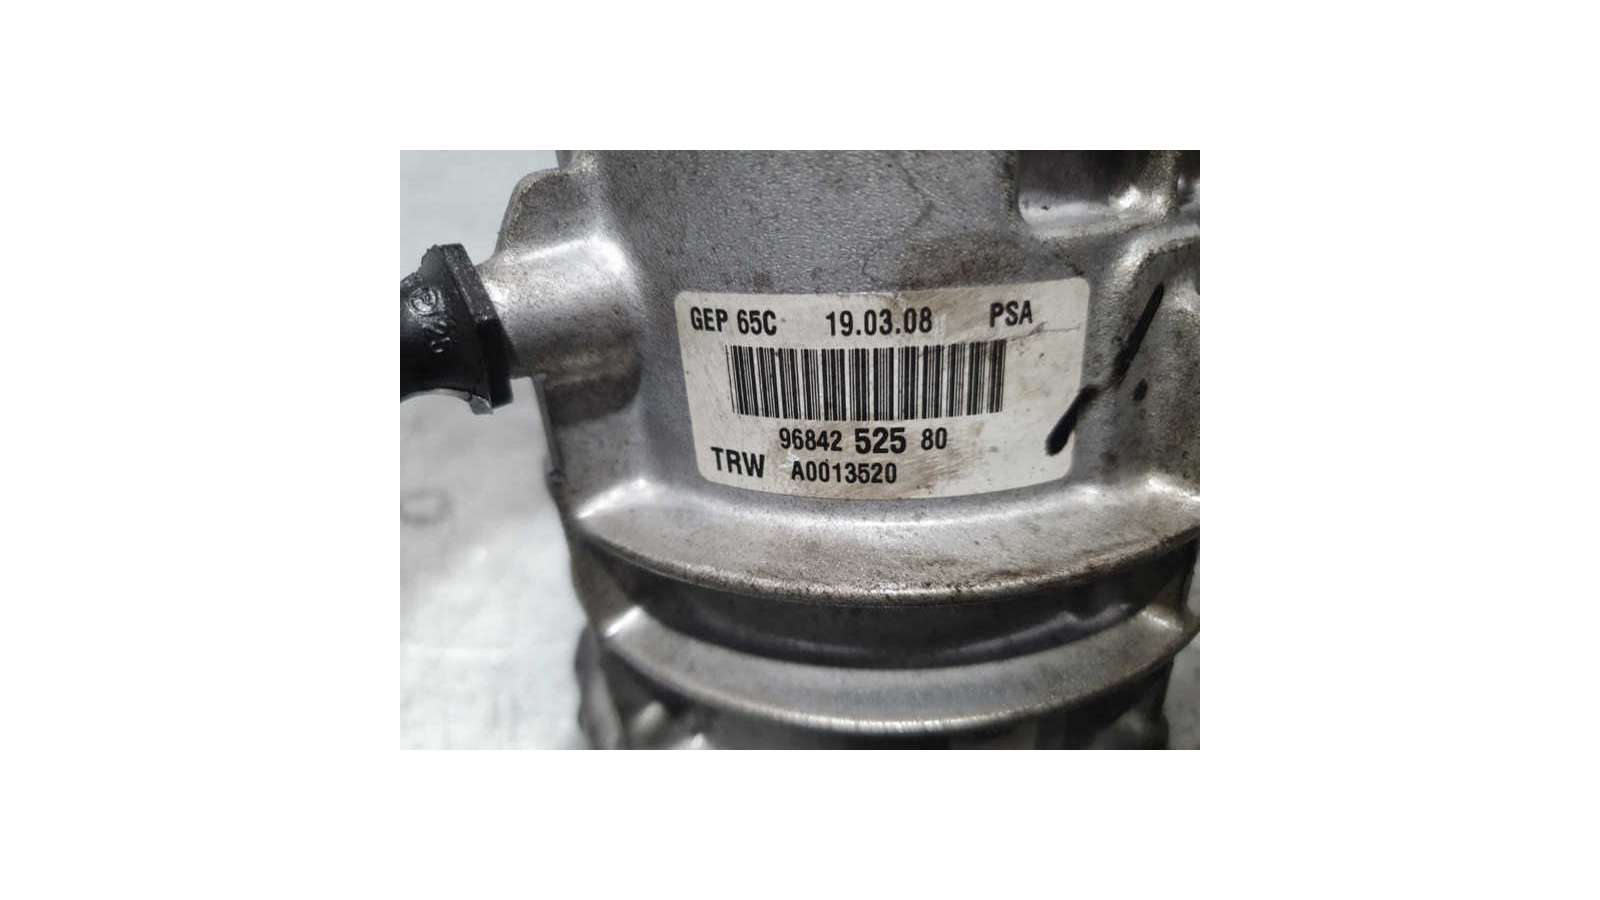 GEP 65C 19.03.08 PSA
96842 525 80
TRW A0013520